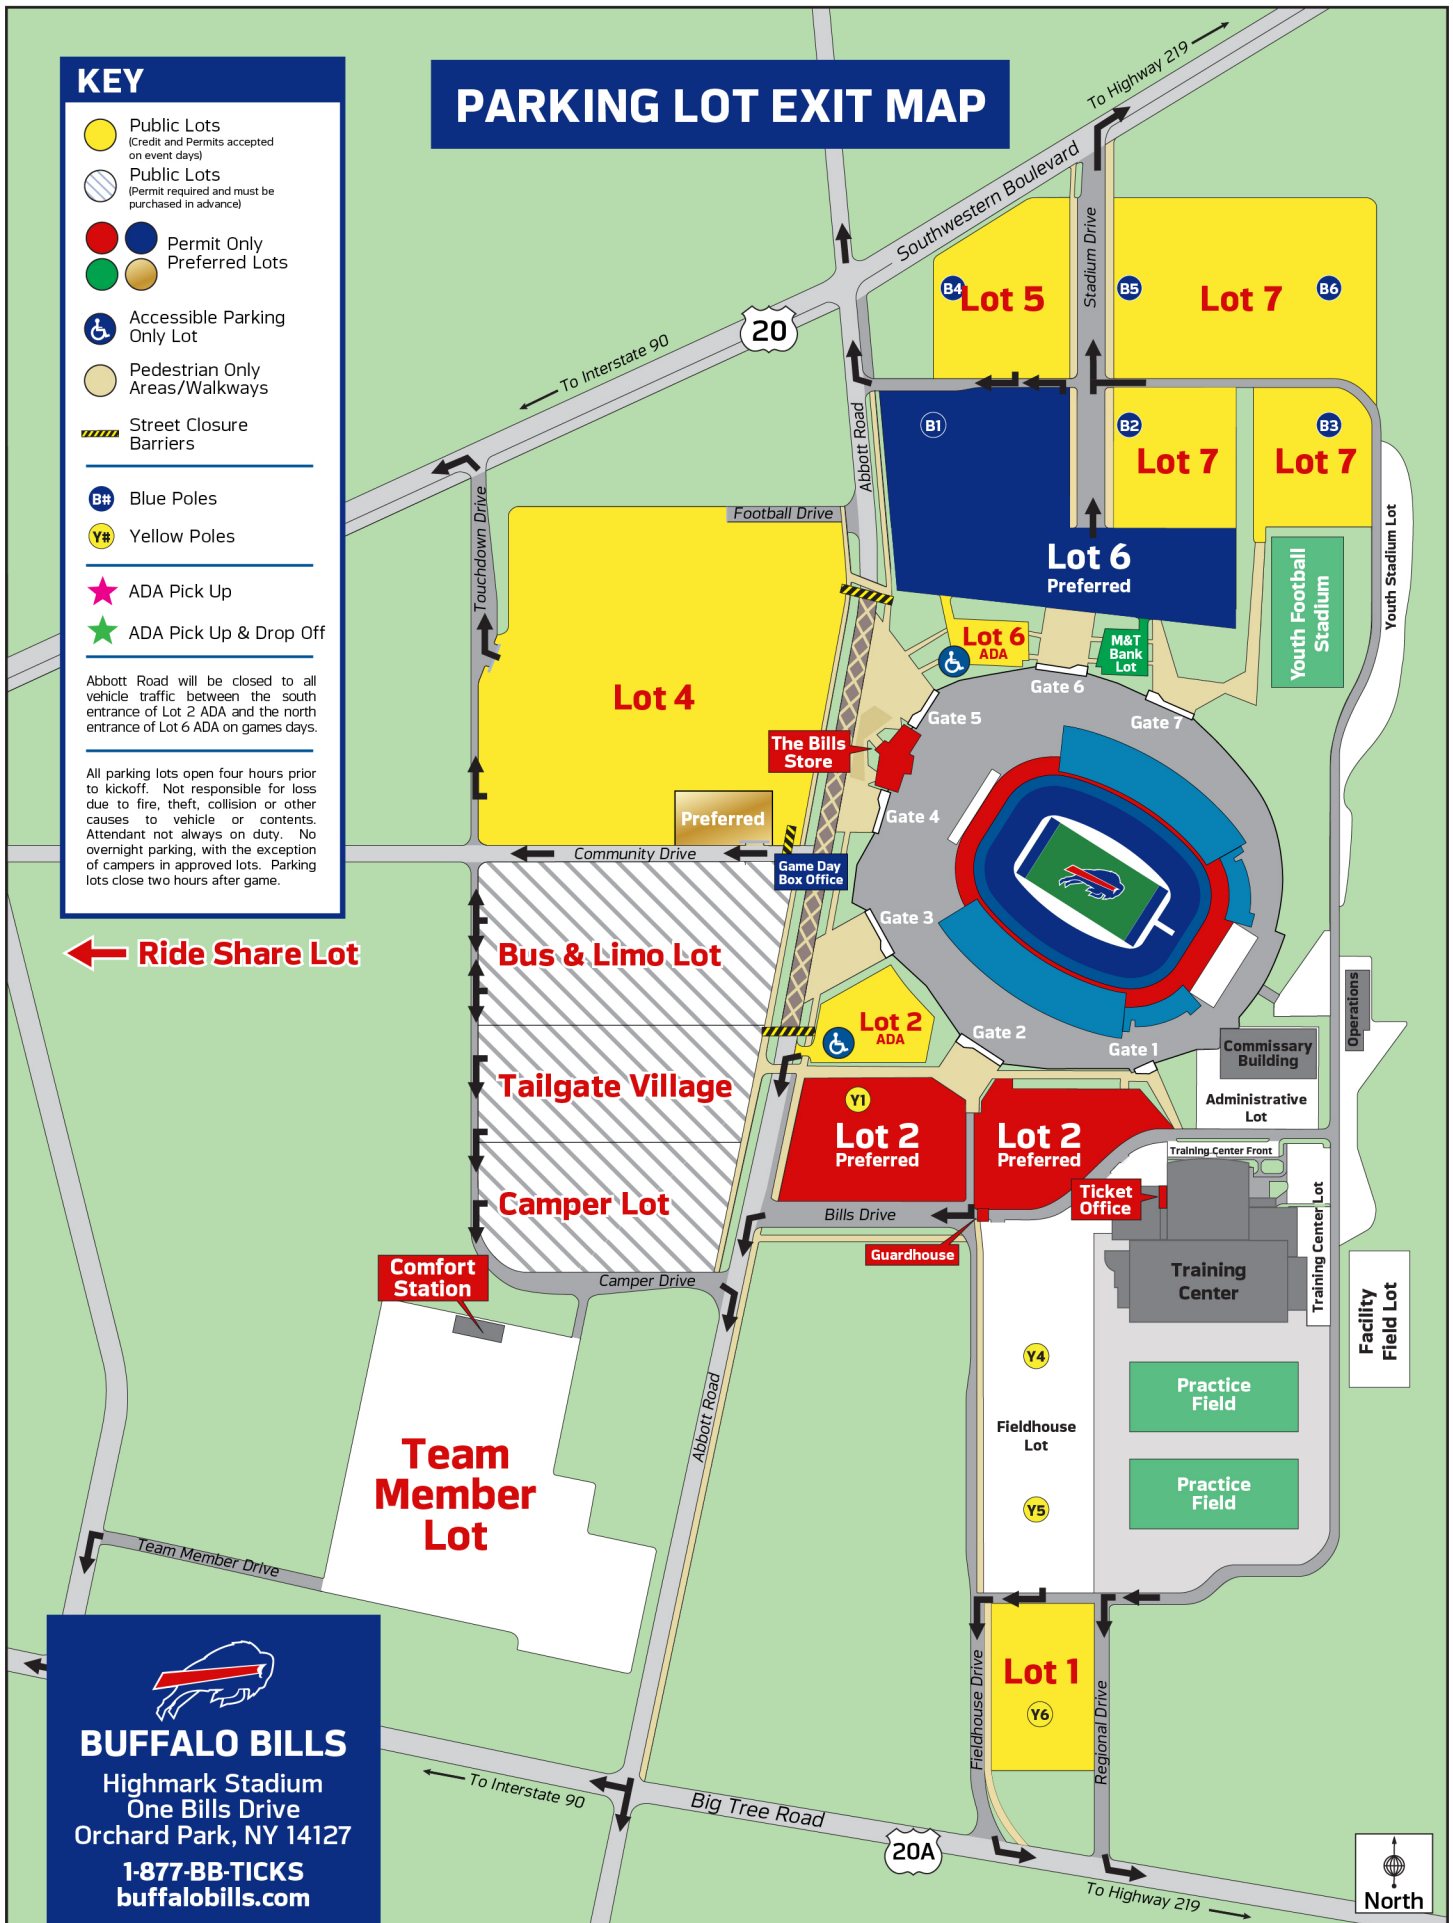 PARKING LOT EXIT MAP
KEY
Public Lots
(Credit and Permits accepted
on event days)
Public Lots
(Permit required and must be
purchased in advance)
Permit Only
Preferred Lots
Accessible Parking
Only Lot
Pedestrian Only
Areas/Walkways
Street Closure
Barriers
B#
Blue Poles
Y#
Yellow Poles
ADA Pick Up
ADA Pick Up & Drop Off
Abbott Road will be closed to all
vehicle traffic between the south
entrance of Lot 2 ADA and the north
entrance of Lot 6 ADA on games days.
All parking lots open four hours prior
to kickoff. Not responsible for loss
due to fire, theft, collision or other
causes to vehicle or contents.
Attendant not always on duty. No
overnight parking, with the exception
of campers in approved lots. Parking
lots close two hours after game.
Ride Share Lot
To Highway 219
Southwestern Boulevard
Stadium Drive
B4
Lot 5
B5
Lot 7
B6
20
To Interstate 90
Abbott Road
B1
B2
Lot 7
B3
Lot 7
Touchdown Drive
Football Drive
Lot 6
Preferred
Youth Football
Stadium
Youth Stadium Lot
Lot 6
ADA
M&T
Bank
Lot
Lot 4
Gate 6
Gate 5
Gate 7
The Bills
Store
Preferred
Gate 4
Community Drive
Game Day
Box Office
Gate 3
Bus & Limo Lot
Lot 2
ADA
Gate 2
Gate 1
Operations
Commissary
Building
Tailgate Village
Y1
Lot 2
Preferred
Lot 2
Preferred
Administrative
Lot
Training Center Front
Camper Lot
Bills Drive
Ticket
Office
Guardhouse
Training Center Lot
Training
Center
Comfort
Station
Camper Drive
Facility
Field Lot
Y4
Practice
Field
Abbott Road
Fieldhouse
Lot
Team
Member
Lot
Y5
Practice
Field
Team Member Drive
Lot 1
Y6
Fieldhouse Drive
Regional Drive
BUFFALO BILLS
Highmark Stadium
One Bills Drive
Orchard Park, NY 14127
1-877-BB-TICKS
buffalobills.com
To Interstate 90
Big Tree Road
20A
To Highway 219
North